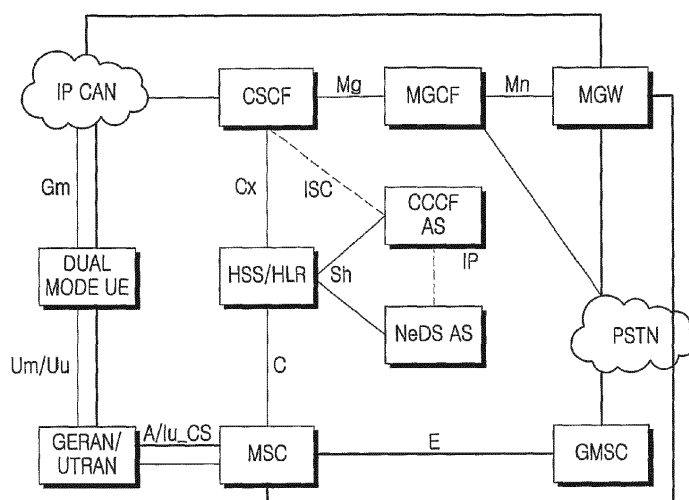 IP CAN
CSCF
Mg
MGCF
Mn
MGW
Gm
Cx
ISC
CCCF
AS
DUAL
MODE UE
HSS/HLR
Sh
IP
NeDS AS
PSTN
Um/Uu
C
GERAN/
UTRAN
A/Iu_CS
MSC
E
GMSC